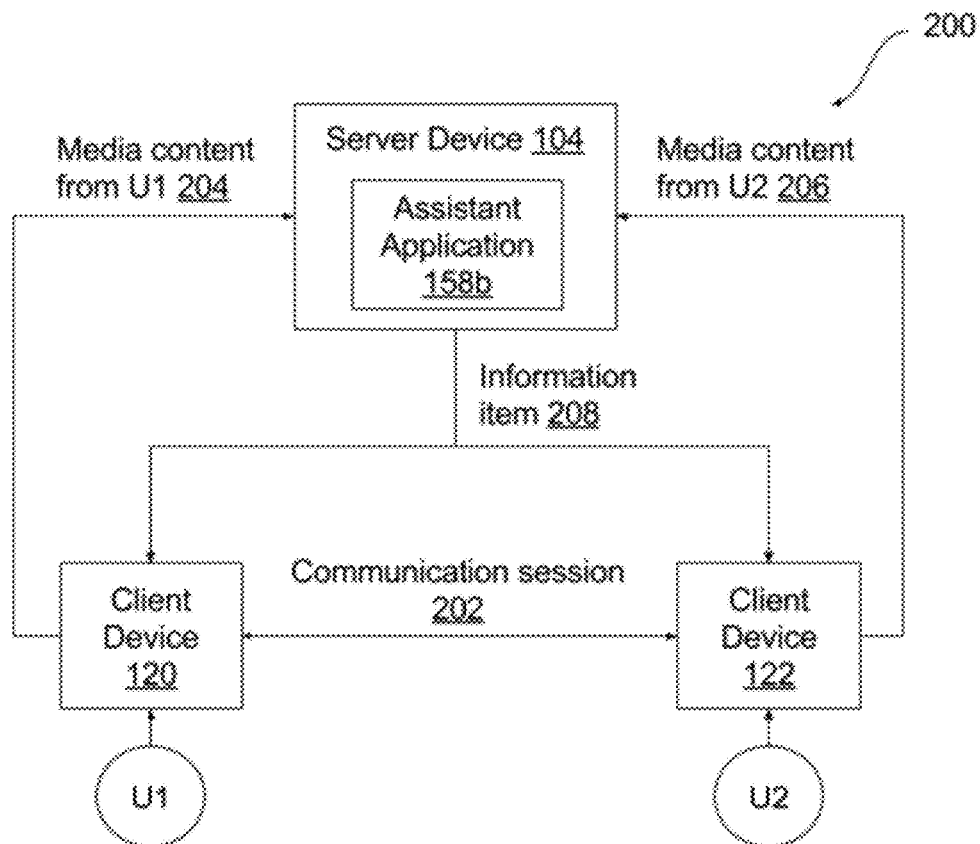 200
Server Device 104
Media content
from U1 204
Media content
from U2 206
Assistant
Application
158b
Information
item 208
Communication session
202
Client
Device
120
Client
Device
122
U1
U2